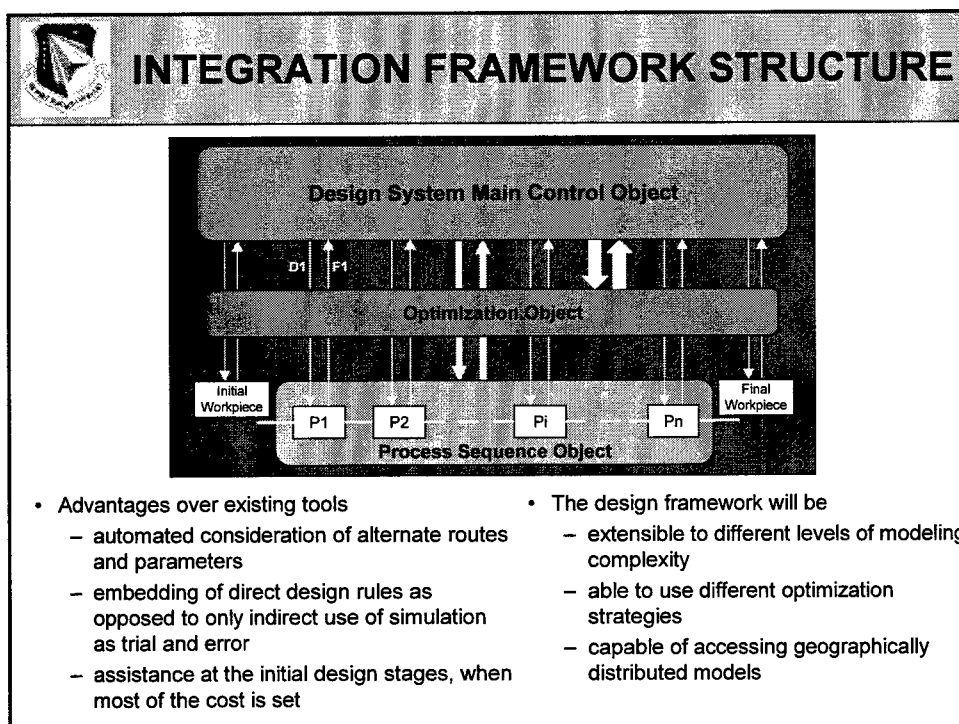 INTEGRATION FRAMEWORK STRUCTURE
Design System Main Control Object
D1
F1
Optimization Object
Initial
Workpiece
P1
P2
Pi
Pn
Final
Workpiece
Process Sequence Object
• Advantages over existing tools
– automated consideration of alternate routes
and parameters
– embedding of direct design rules as
opposed to only indirect use of simulation
as trial and error
– assistance at the initial design stages, when
most of the cost is set
• The design framework will be
– extensible to different levels of modeling
complexity
– able to use different optimization
strategies
– capable of accessing geographically
distributed models